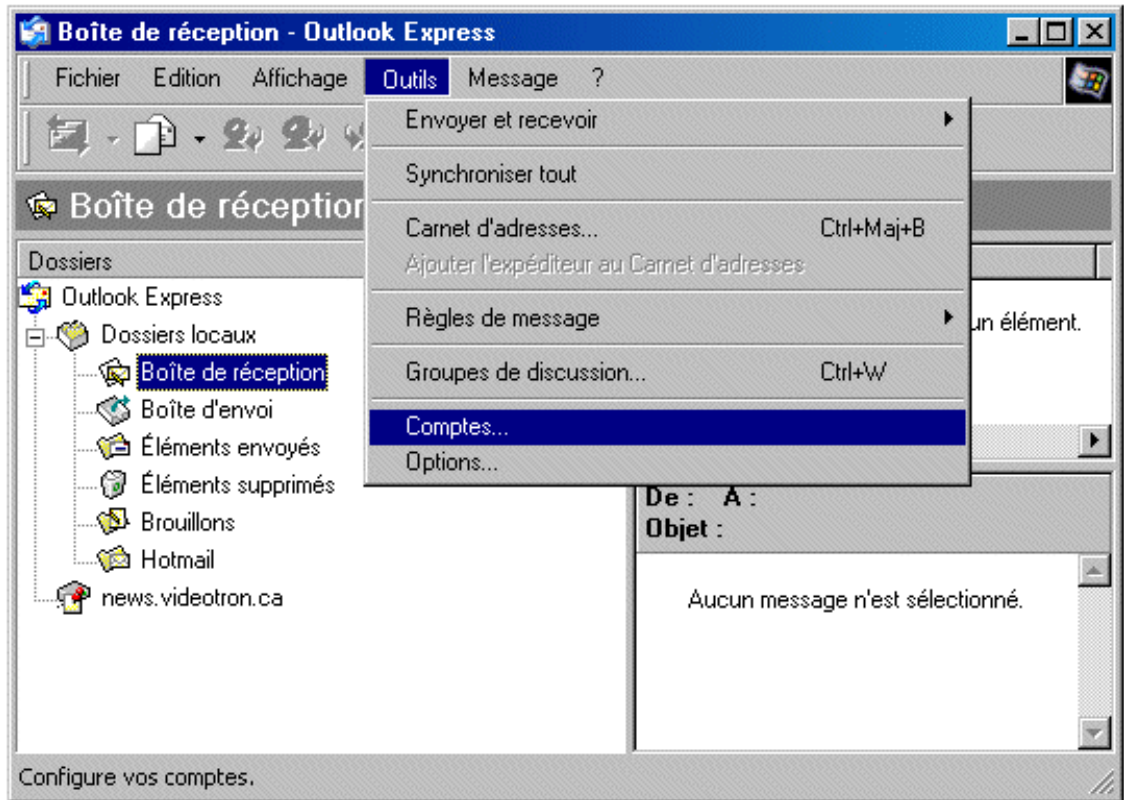 Boîte de réception - Outlook Express
Fichier Edition Affichage Outils Message ?
Envoyer et recevoir
Synchroniser tout
Boîte de réception
Carnet d'adresses... Ctrl+Maj+B
Ajouter l'expéditeur au Carnet d'adresses
Dossiers
Outlook Express
Règles de message
un élément.
Dossiers locaux
Boîte de réception
Groupes de discussion... Ctrl+W
Boîte d'envoi
Comptes...
Éléments envoyés
Options...
Éléments supprimés
De : À :
Brouillons
Objet :
Hotmail
news.videotron.ca
Aucun message n'est sélectionné.
Configure vos comptes.